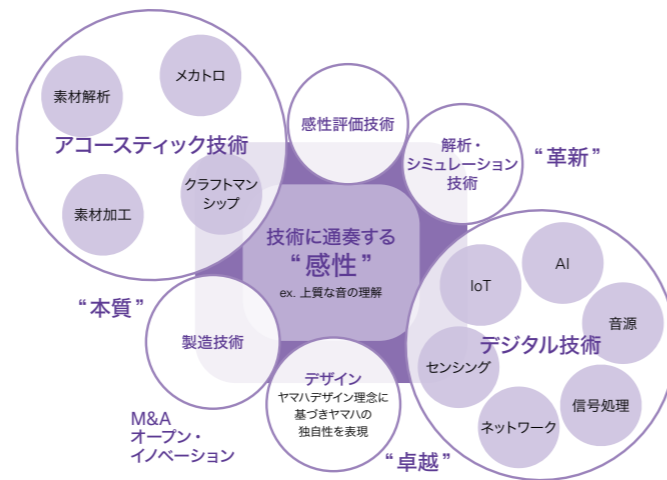 メカトロ
素材解析
アコースティック技術
クラフトマン
シップ
素材加工
感性評価技術
解析・
シミュレーション
技術
“革新”
技術に通奏する
“感性”
ex. 上質な音の理解
“本質”
製造技術
M&A
オープン・
イノベーション
デザイン
ヤマハデザイン理念に
基づきヤマハの
独自性を表現
“卓越”
AI
IoT
音源
デジタル技術
センシング
信号処理
ネットワーク